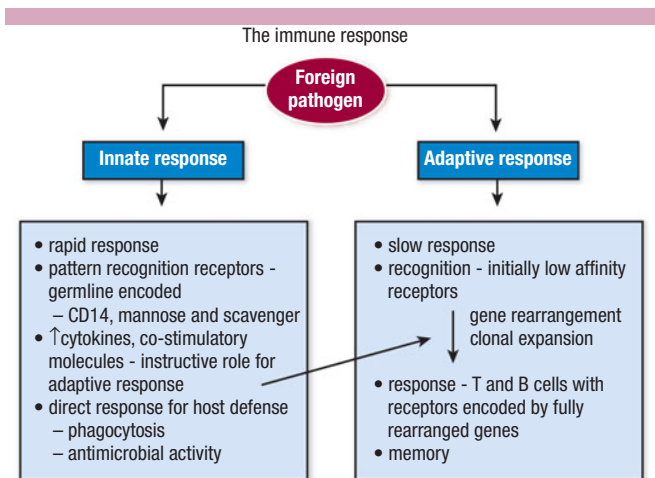 The immune response
Foreign
pathogen
Innate response
Adaptive response
• rapid response
• pattern recognition receptors -
germline encoded
– CD14, mannose and scavenger
• ↑cytokines, co-stimulatory
molecules - instructive role for
adaptive response
• direct response for host defense
– phagocytosis
– antimicrobial activity
• slow response
• recognition - initially low affinity
receptors
gene rearrangement
clonal expansion
• response - T and B cells with
receptors encoded by fully
rearranged genes
• memory